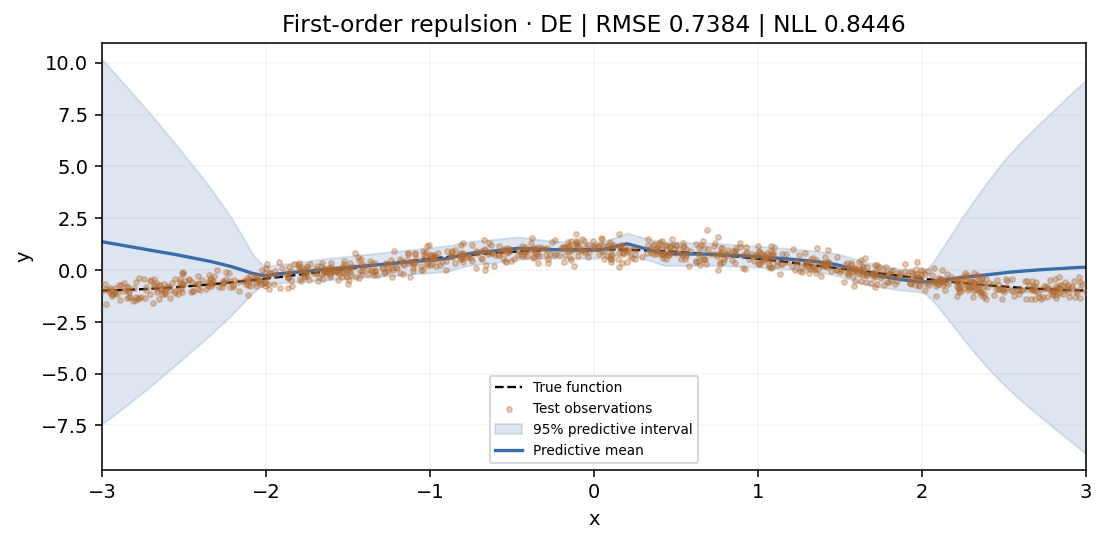 First-order repulsion · DE | RMSE 0.7384 | NLL 0.8446
10.0
7.5
5.0
2.5
0.0
−2.5
−5.0
−7.5
y
True function
Test observations
95% predictive interval
Predictive mean
−3 −2 −1 0 1 2 3
x